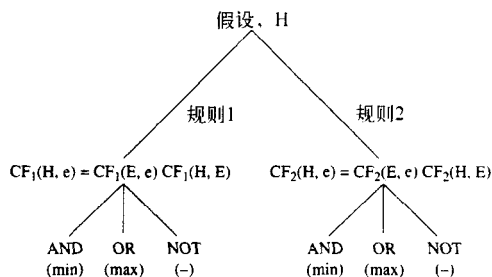 假设、H
规则1
规则2
CF₁(H, e) = CF₁(E, e) CF₁(H, E)
CF₂(H, e) = CF₂(E, e) CF₂(H, E)
AND OR NOT
(min) (max) (−)
AND OR NOT
(min) (max) (−)